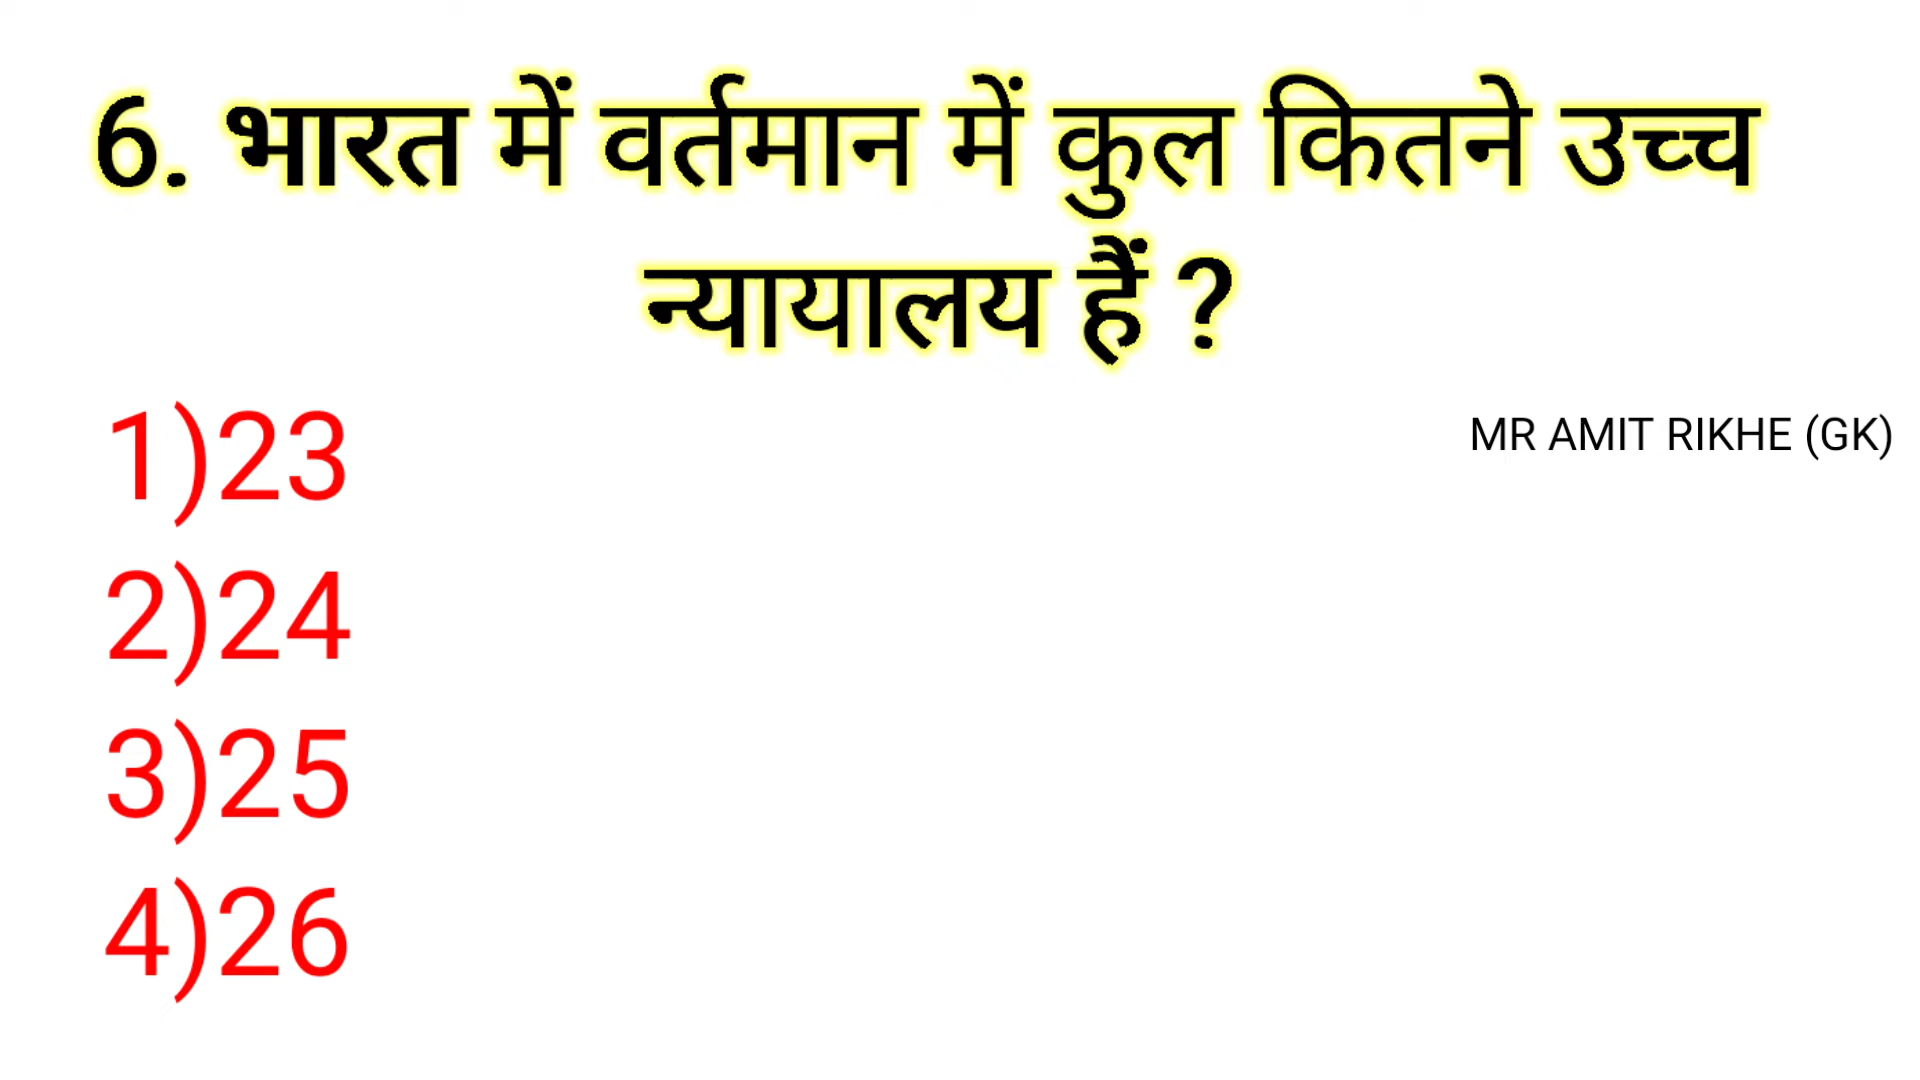 6. भारत में वर्तमान में कुल कितने उच्च
न्यायालय हैं ?
1)23
MR AMIT RIKHE (GK)
2)24
3)25
4)26